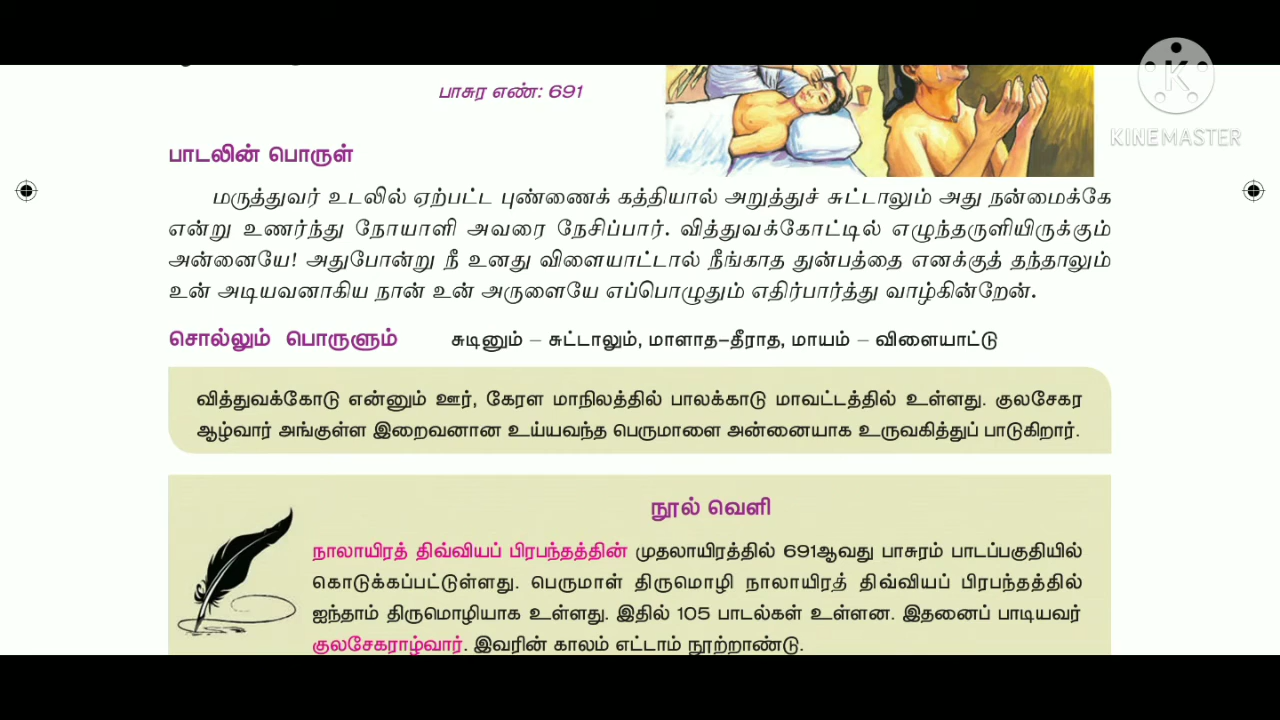 பாசுர எண்: 691
KINEMASTER
பாடலின் பொருள்
மருத்துவர் உடலில் ஏற்பட்ட புண்ணைக் கத்தியால் அறுத்துச் சுட்டாலும் அது நன்மைக்கே
என்று உணர்ந்து நோயாளி அவரை நேசிப்பார். வித்துவக்கோட்டில் எழுந்தருளியிருக்கும்
அன்னையே! அதுபோன்று நீ உனது விளையாட்டால் நீங்காத துன்பத்தை எனக்குத் தந்தாலும்
உன் அடியவனாகிய நான் உன் அருளையே எப்பொழுதும் எதிர்பார்த்து வாழ்கின்றேன்.
சொல்லும் பொருளும் சுடினும் – சுட்டாலும், மாளாத–தீராத, மாயம் – விளையாட்டு
வித்துவக்கோடு என்னும் ஊர், கேரள மாநிலத்தில் பாலக்காடு மாவட்டத்தில் உள்ளது. குலசேகர
ஆழ்வார் அங்குள்ள இறைவனான உய்யவந்த பெருமாளை அன்னையாக உருவகித்துப் பாடுகிறார்.
நூல் வெளி
நாலாயிரத் திவ்வியப் பிரபந்தத்தின் முதலாயிரத்தில் 691ஆவது பாசுரம் பாடப்பகுதியில்
கொடுக்கப்பட்டுள்ளது. பெருமாள் திருமொழி நாலாயிரத் திவ்வியப் பிரபந்தத்தில்
ஐந்தாம் திருமொழியாக உள்ளது. இதில் 105 பாடல்கள் உள்ளன. இதனைப் பாடியவர்
குலசேகராழ்வார். இவரின் காலம் எட்டாம் நூற்றாண்டு.